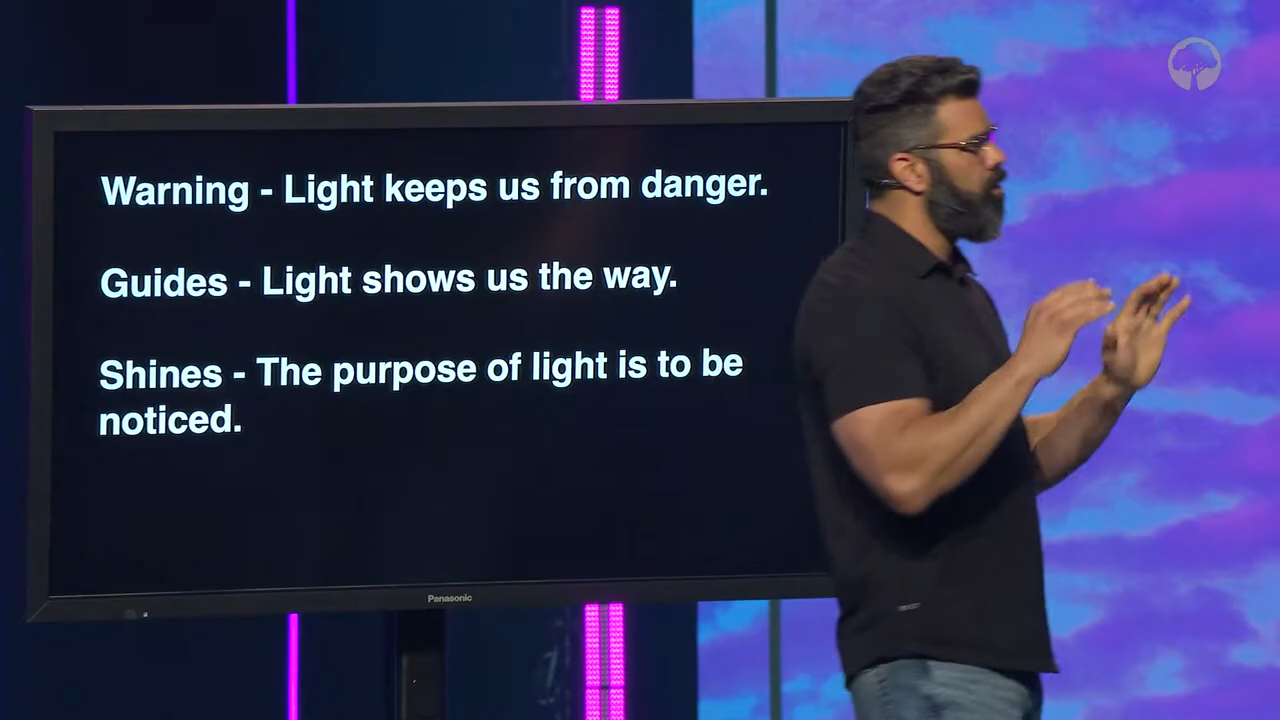 Warning - Light keeps us from danger.
Guides - Light shows us the way.
Shines - The purpose of light is to be
noticed.
Panasonic